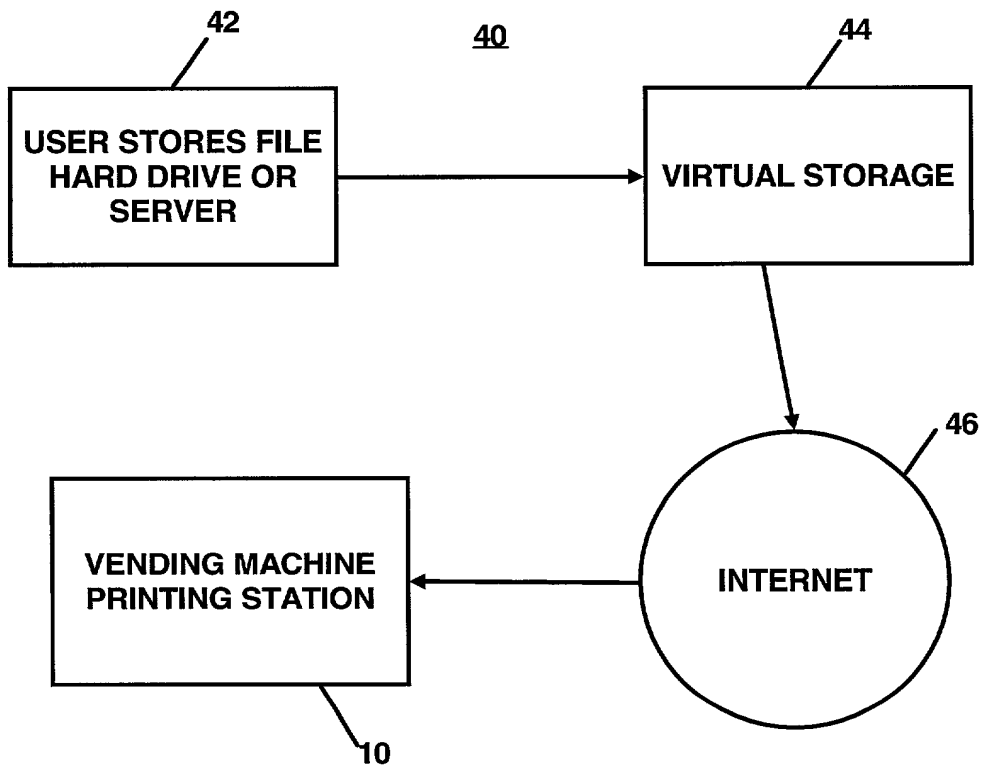 42
40
44
USER STORES FILE
HARD DRIVE OR
SERVER
VIRTUAL STORAGE
46
VENDING MACHINE
PRINTING STATION
INTERNET
10